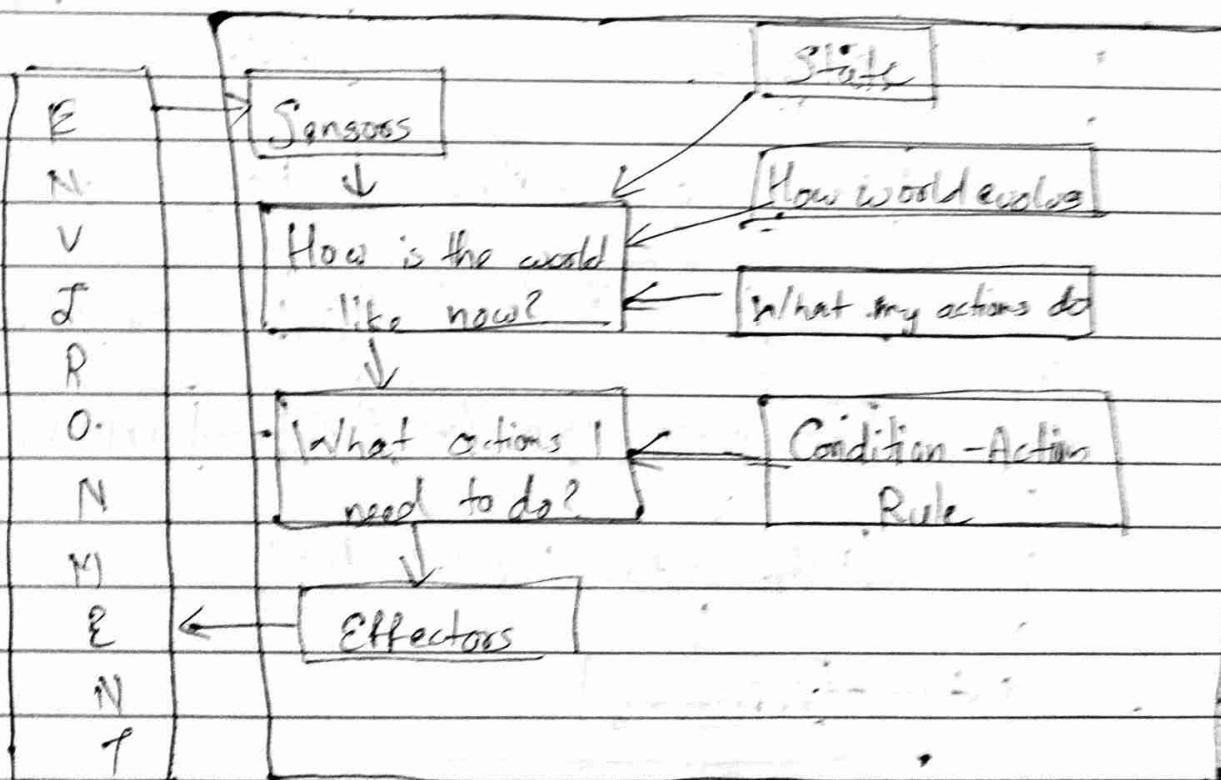 State
E
Sensors
N
How world evolve
V
How is the world
I
like now?
What my actions do
R
O.
What actions I
Condition-Action
N
need to do?
Rule
M
E
Effectors
N
T